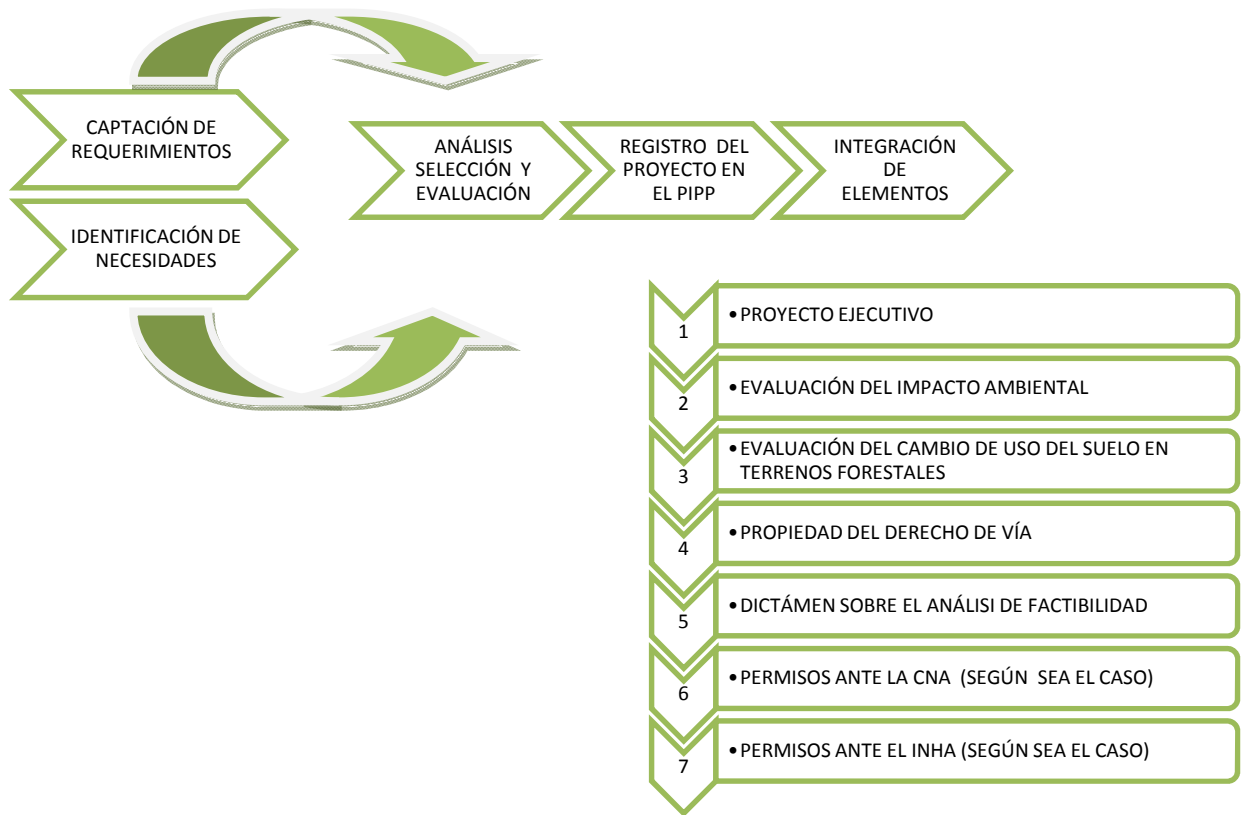 CAPTACIÓN DE
REQUERIMIENTOS
IDENTIFICACIÓN DE
NECESIDADES
ANÁLISIS
SELECCIÓN Y
EVALUACIÓN
REGISTRO DEL
PROYECTO EN
EL PIPP
INTEGRACIÓN
DE
ELEMENTOS
1
• PROYECTO EJECUTIVO
2
• EVALUACIÓN DEL IMPACTO AMBIENTAL
3
• EVALUACIÓN DEL CAMBIO DE USO DEL SUELO EN
TERRENOS FORESTALES
4
• PROPIEDAD DEL DERECHO DE VÍA
5
• DICTÁMEN SOBRE EL ANÁLISI DE FACTIBILIDAD
6
• PERMISOS ANTE LA CNA (SEGÚN SEA EL CASO)
7
• PERMISOS ANTE EL INHA (SEGÚN SEA EL CASO)